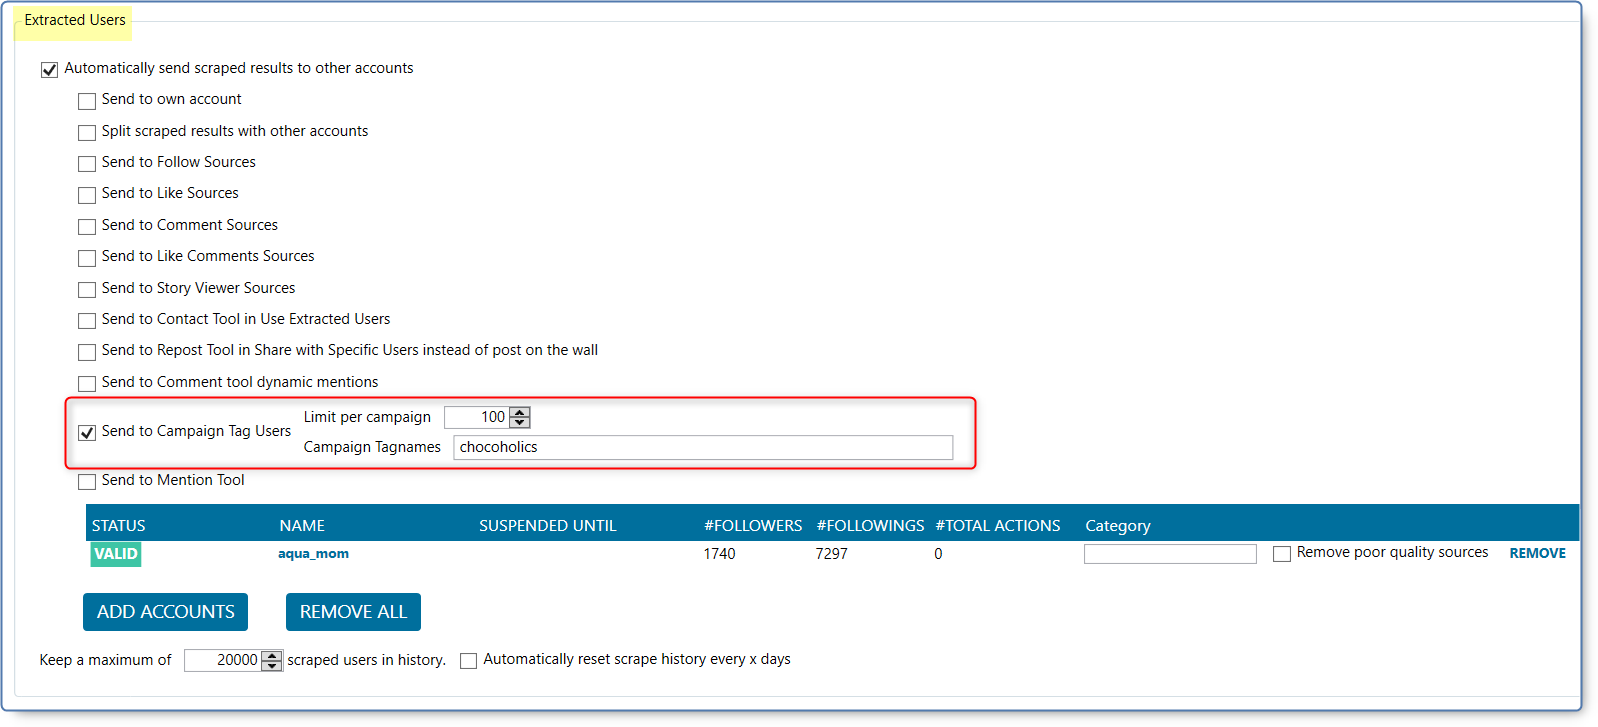 Extracted Users
Automatically send scraped results to other accounts
Send to own account
Split scraped results with other accounts
Send to Follow Sources
Send to Like Sources
Send to Comment Sources
Send to Like Comments Sources
Send to Story Viewer Sources
Send to Contact Tool in Use Extracted Users
Send to Repost Tool in Share with Specific Users instead of post on the wall
Send to Comment tool dynamic mentions
Send to Campaign Tag Users
Limit per campaign 100
Campaign Tagnames chocoholics
Send to Mention Tool
STATUS NAME SUSPENDED UNTIL #FOLLOWERS #FOLLOWINGS #TOTAL ACTIONS Category
VALID aqua_mom 1740 7297 0 Remove poor quality sources REMOVE
ADD ACCOUNTS REMOVE ALL
Keep a maximum of 20000 scraped users in history. Automatically reset scrape history every x days